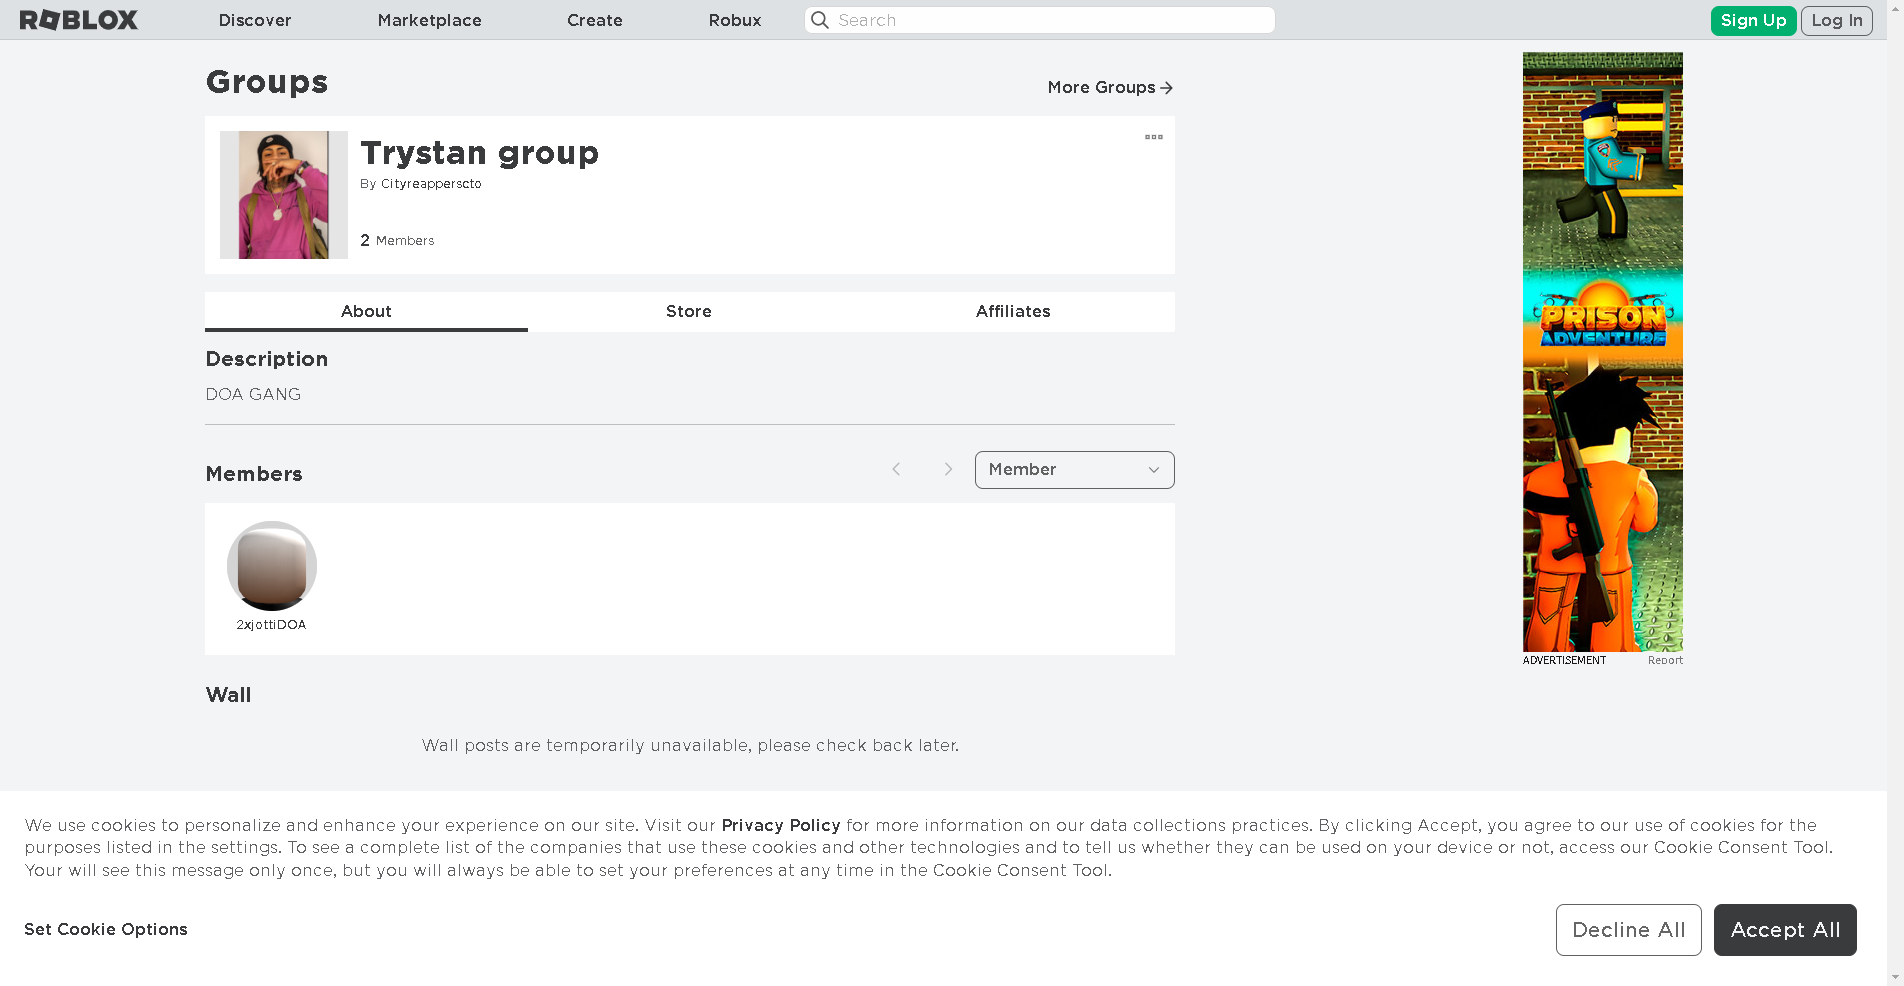 ROBLOX
Discover
Marketplace
Create
Robux
Search
Sign Up
Log In
Groups
More Groups
Trystan group
By Cityreapperscto
2 Members
About
Store
Affiliates
Description
DOA GANG
Members
Member
2xjottiDOA
Wall
Wall posts are temporarily unavailable, please check back later.
PRISON
ADVENTURE
ADVERTISEMENT
Report
We use cookies to personalize and enhance your experience on our site. Visit our Privacy Policy for more information on our data collections practices. By clicking Accept, you agree to our use of cookies for the
purposes listed in the settings. To see a complete list of the companies that use these cookies and other technologies and to tell us whether they can be used on your device or not, access our Cookie Consent Tool.
Your will see this message only once, but you will always be able to set your preferences at any time in the Cookie Consent Tool.
Set Cookie Options
Decline All
Accept All